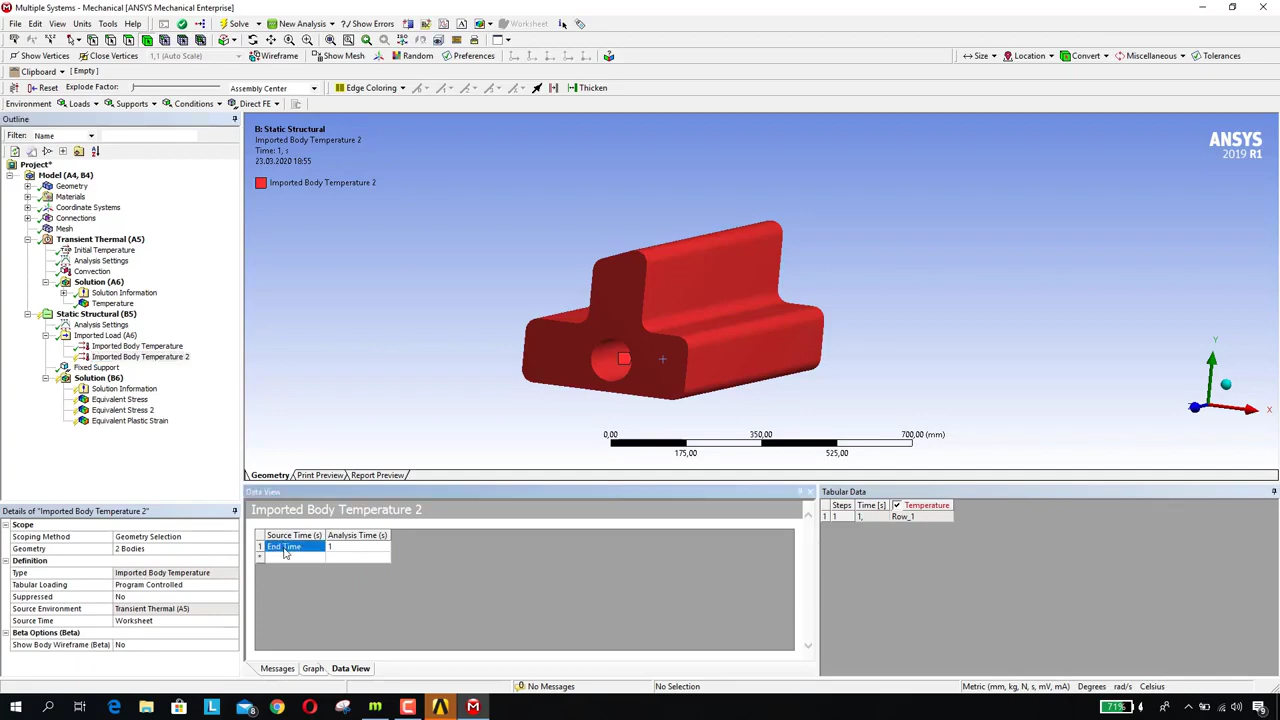 Multiple Systems - Mechanical [ANSYS Mechanical Enterprise]
File Edit View Units Tools Help Solve New Analysis ?/Show Errors Worksheet
Show Vertices Close Vertices 1,1 (Auto Scale) Wireframe Show Mesh Random Preferences Size Location Convert Miscellaneous Tolerances
Clipboard [ Empty ]
Reset Explode Factor: Assembly Center Edge Coloring Thicken
Environment Loads Supports Conditions Direct FE
Outline
Filter: Name
Project*
Model (A4, B4)
Geometry
Materials
Coordinate Systems
Connections
Mesh
Transient Thermal (A5)
Initial Temperature
Analysis Settings
Convection
Solution (A6)
Solution Information
Temperature
Static Structural (B5)
Analysis Settings
Imported Load (A6)
Imported Body Temperature
Imported Body Temperature 2
Fixed Support
Solution (B6)
Solution Information
Equivalent Stress
Equivalent Stress 2
Equivalent Plastic Strain
B: Static Structural
Imported Body Temperature 2
Time: 1, s
23.03.2020 18:55
Imported Body Temperature 2
ANSYS
2019 R1
Y
X
Z
0,00 350,00 700,00 (mm)
175,00 525,00
Geometry Print Preview Report Preview
Details of "Imported Body Temperature 2"
Scope
Scoping Method Geometry Selection
Geometry 2 Bodies
Definition
Type Imported Body Temperature
Tabular Loading Program Controlled
Suppressed No
Source Environment Transient Thermal (A5)
Source Time Worksheet
Beta Options (Beta)
Show Body Wireframe (Beta) No
Data View
Imported Body Temperature 2
Source Time (s) Analysis Time (s)
1 End Time 1
*
Messages Graph Data View
Tabular Data
Steps Time [s] Temperature
1 1 1, Row_1
No Messages No Selection Metric (mm, kg, N, s, mV, mA) Degrees rad/s Celsius
71%